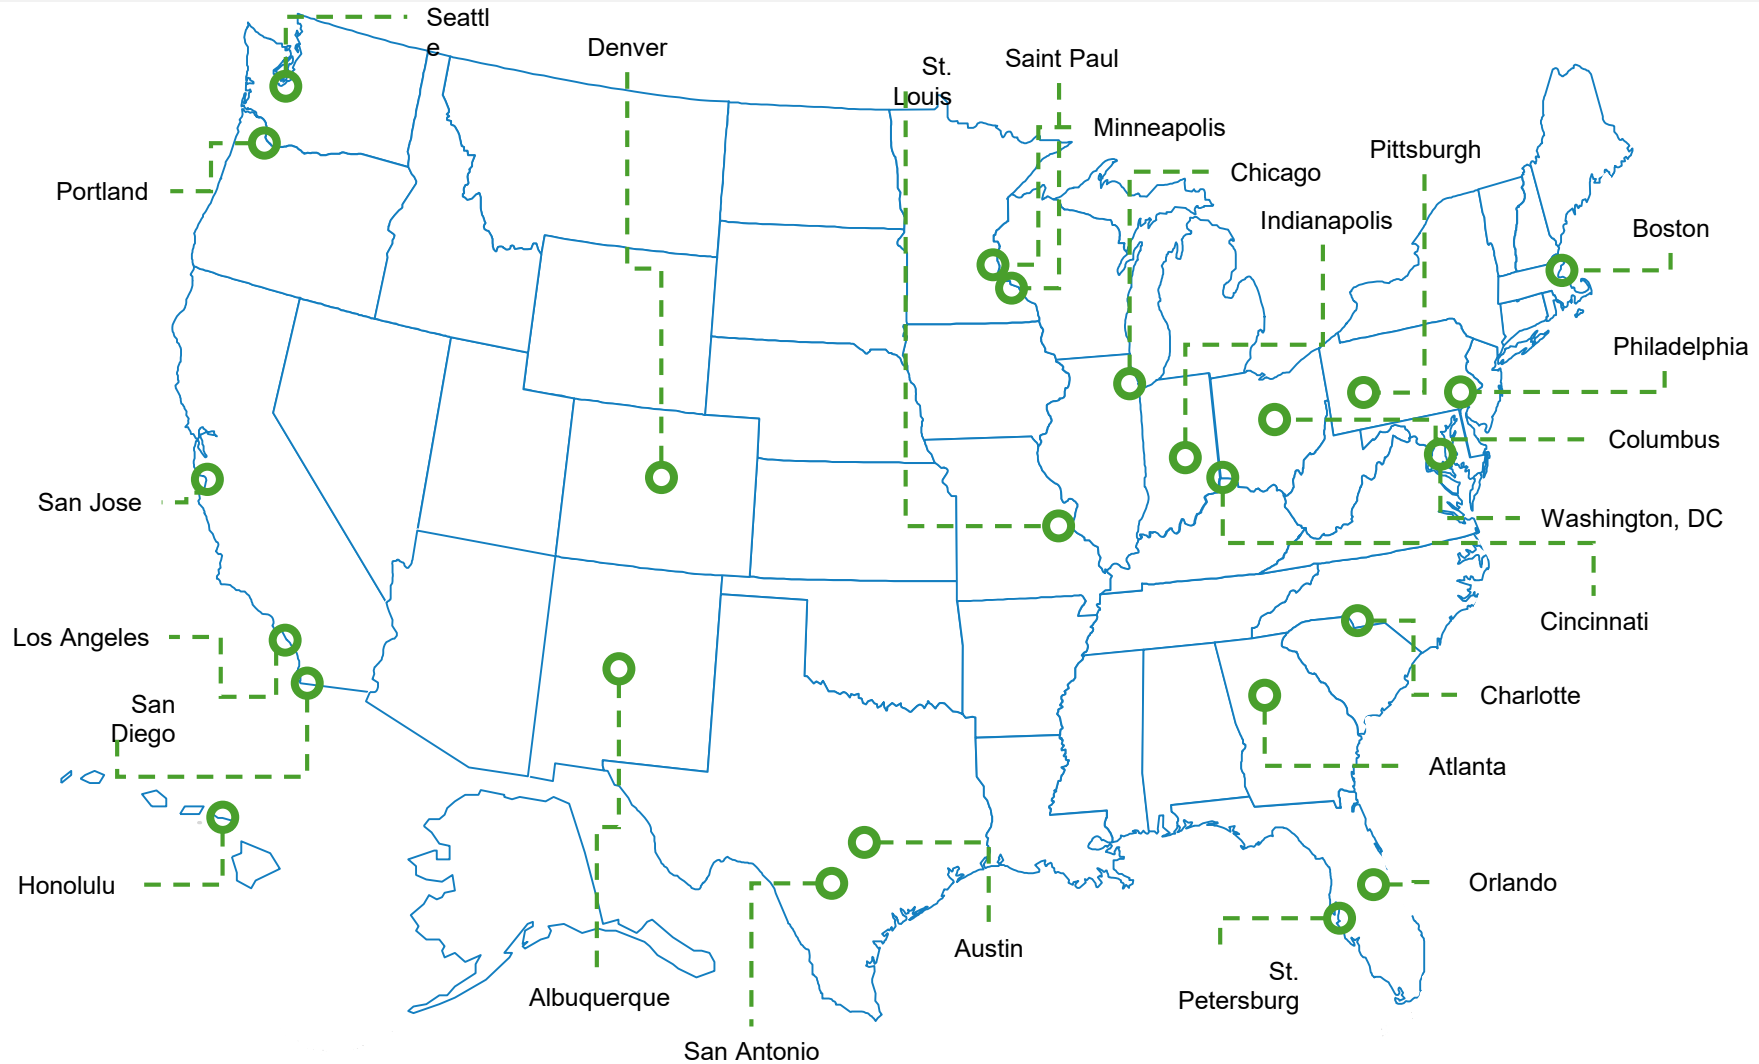 Seattl
e
Denver
St.
Louis
Saint Paul
Minneapolis
Chicago
Pittsburgh
Indianapolis
Boston
Portland
Philadelphia
Columbus
San Jose
Washington, DC
Cincinnati
Los Angeles
Charlotte
San
Diego
Atlanta
Honolulu
Orlando
Austin
St.
Petersburg
Albuquerque
San Antonio